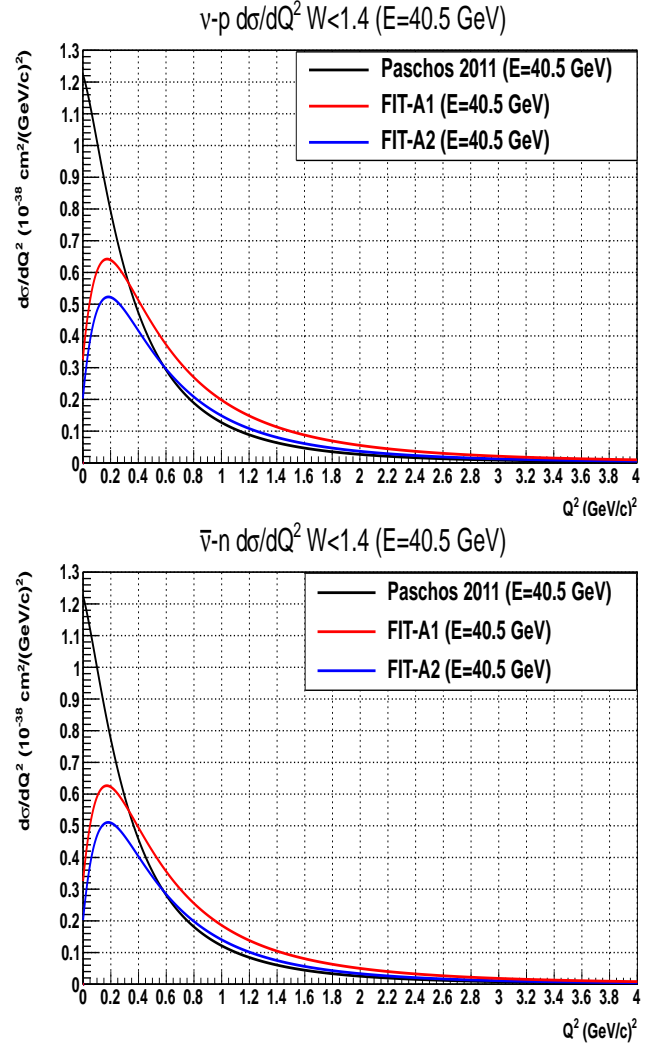 ν-p dσ/dQ² W<1.4 (E=40.5 GeV)
dσ/dQ² (10⁻³⁸ cm²/(GeV/c)²)
1.3
1.2
1.1
1
0.9
0.8
0.7
0.6
0.5
0.4
0.3
0.2
0.1
0
Paschos 2011 (E=40.5 GeV)
FIT-A1 (E=40.5 GeV)
FIT-A2 (E=40.5 GeV)
0 0.2 0.4 0.6 0.8 1 1.2 1.4 1.6 1.8 2 2.2 2.4 2.6 2.8 3 3.2 3.4 3.6 3.8 4
Q² (GeV/c)²
ν̅-n dσ/dQ² W<1.4 (E=40.5 GeV)
dσ/dQ² (10⁻³⁸ cm²/(GeV/c)²)
1.3
1.2
1.1
1
0.9
0.8
0.7
0.6
0.5
0.4
0.3
0.2
0.1
0
Paschos 2011 (E=40.5 GeV)
FIT-A1 (E=40.5 GeV)
FIT-A2 (E=40.5 GeV)
0 0.2 0.4 0.6 0.8 1 1.2 1.4 1.6 1.8 2 2.2 2.4 2.6 2.8 3 3.2 3.4 3.6 3.8 4
Q² (GeV/c)²